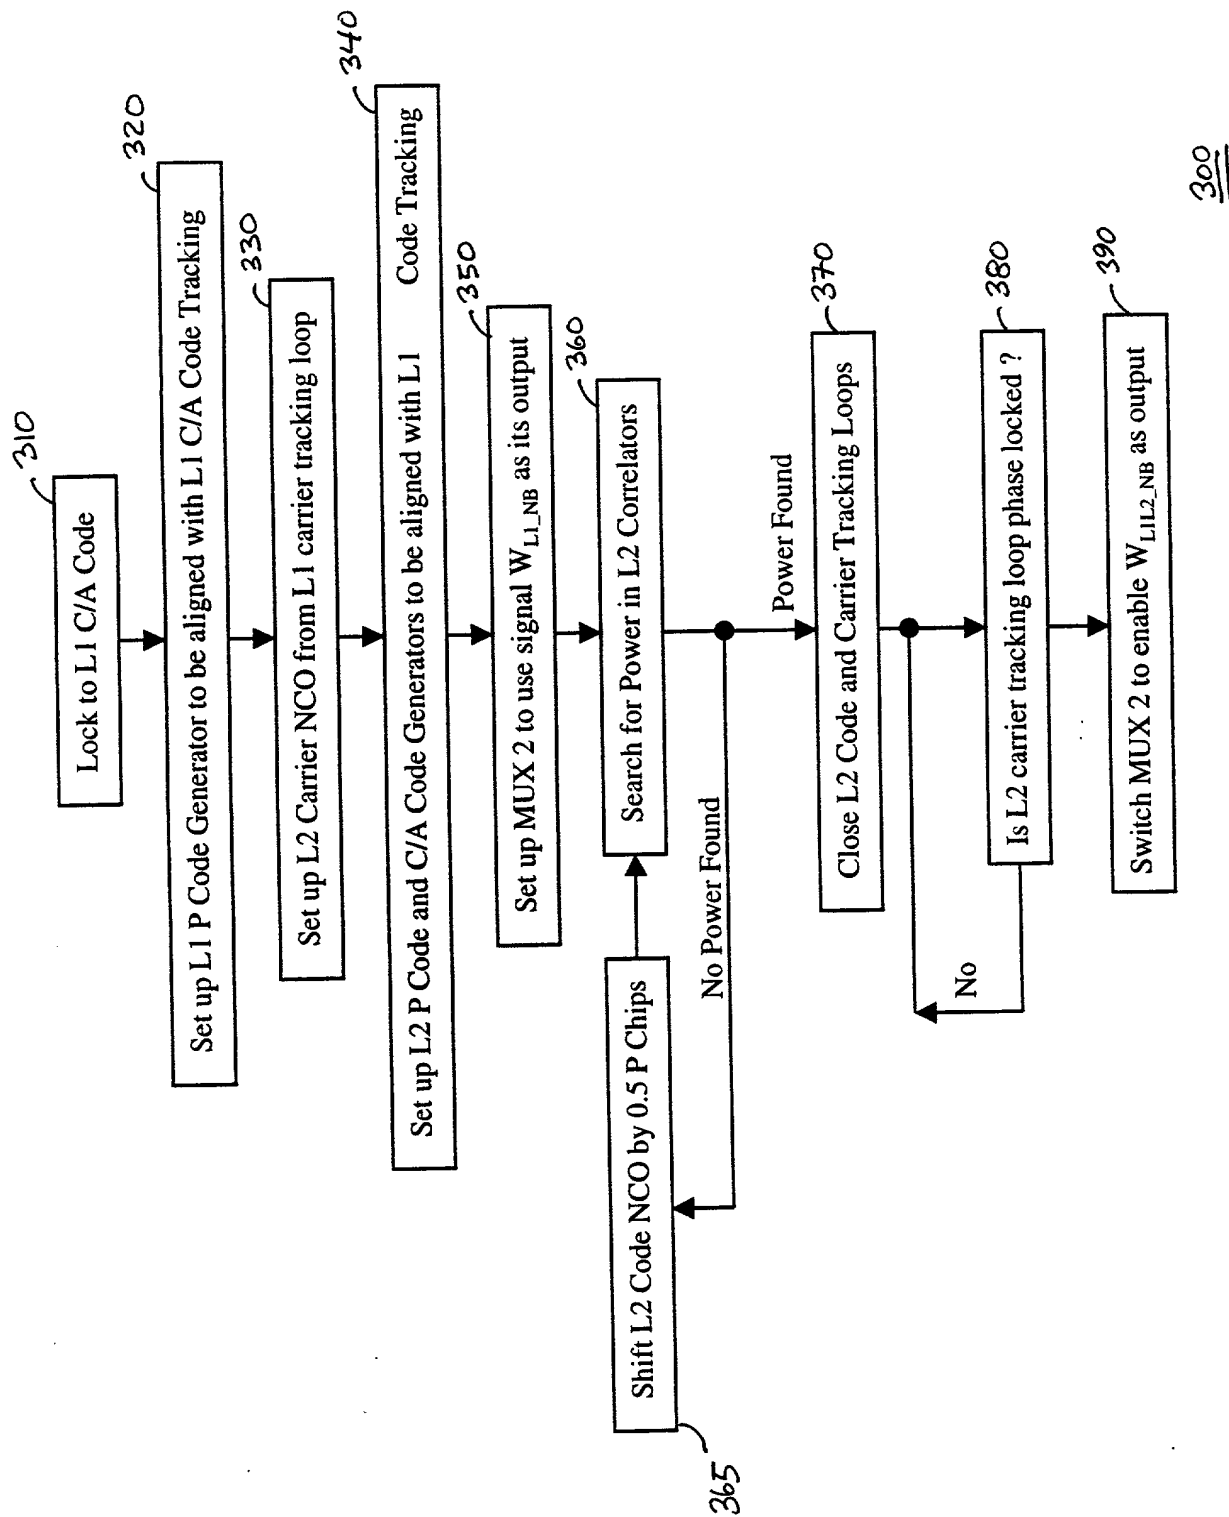 310
Lock to L1 C/A Code
320
Set up L1 P Code Generator to be aligned with L1 C/A Code Tracking
330
Set up L2 Carrier NCO from L1 carrier tracking loop
340
Set up L2 P Code and C/A Code Generators to be aligned with L1 Code Tracking
350
Set up MUX 2 to use signal W_L1_NB as its output
360
Search for Power in L2 Correlators
Shift L2 Code NCO by 0.5 P Chips
365
No Power Found
Power Found
370
Close L2 Code and Carrier Tracking Loops
380
Is L2 carrier tracking loop phase locked ?
No
390
Switch MUX 2 to enable W_L1L2_NB as output
300